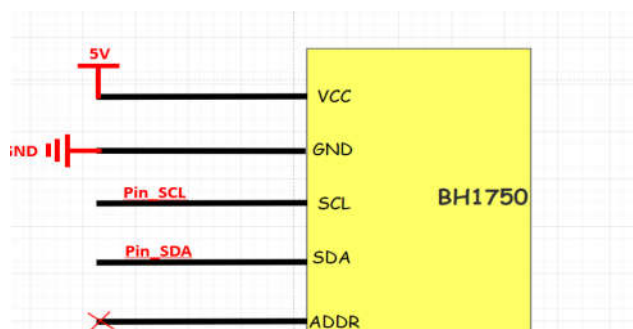 5V
VCC
GND
GND
Pin_SCL
SCL
BH1750
Pin_SDA
SDA
ADDR